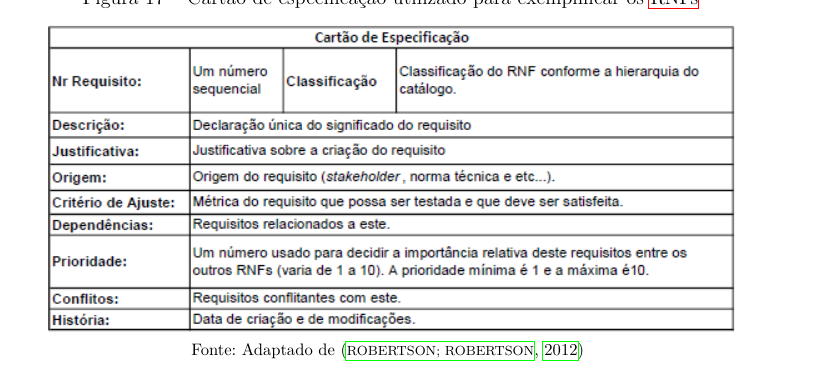 Figura 17 – Cartão de especificação utilizado para exemplificar os RNFs
Cartão de Especificação
Nr Requisito:
Um número
sequencial
Classificação
Classificação do RNF conforme a hierarquia do
catálogo.
Descrição:
Declaração única do significado do requisito
Justificativa:
Justificativa sobre a criação do requisito
Origem:
Origem do requisito (stakeholder, norma técnica e etc...).
Critério de Ajuste:
Métrica do requisito que possa ser testada e que deve ser satisfeita.
Dependências:
Requisitos relacionados a este.
Prioridade:
Um número usado para decidir a importância relativa deste requisitos entre os
outros RNFs (varia de 1 a 10). A prioridade mínima é 1 e a máxima é10.
Conflitos:
Requisitos conflitantes com este.
História:
Data de criação e de modificações.
Fonte: Adaptado de (ROBERTSON; ROBERTSON, 2012)